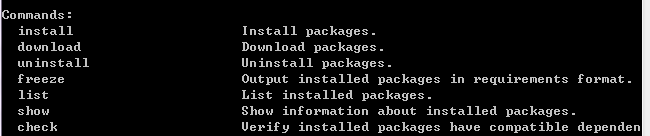 Commands:
install Install packages.
download Download packages.
uninstall Uninstall packages.
freeze Output installed packages in requirements format.
list List installed packages.
show Show information about installed packages.
check Verify installed packages have compatible dependen